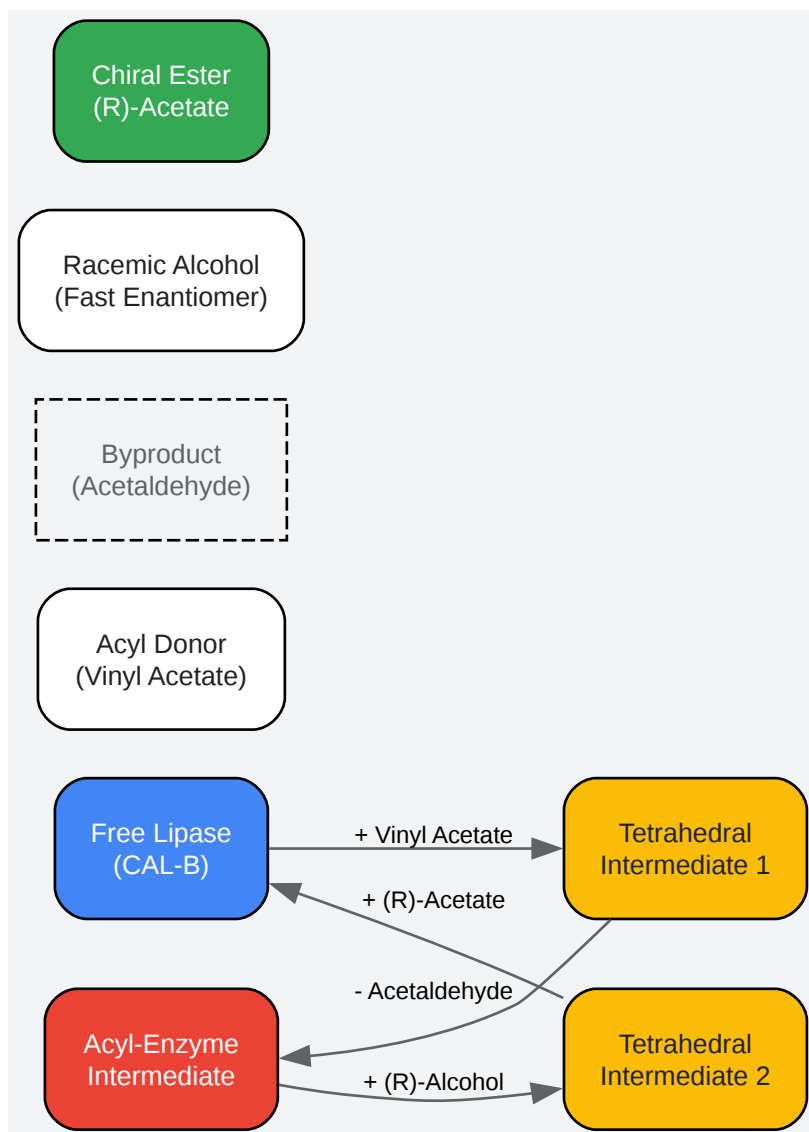 Chiral Ester
(R)-Acetate
Racemic Alcohol
(Fast Enantiomer)
Byproduct
(Acetaldehyde)
Acyl Donor
(Vinyl Acetate)
Free Lipase
(CAL-B)
+ Vinyl Acetate
Tetrahedral
Intermediate 1
+ (R)-Acetate
- Acetaldehyde
Acyl-Enzyme
Intermediate
+ (R)-Alcohol
Tetrahedral
Intermediate 2